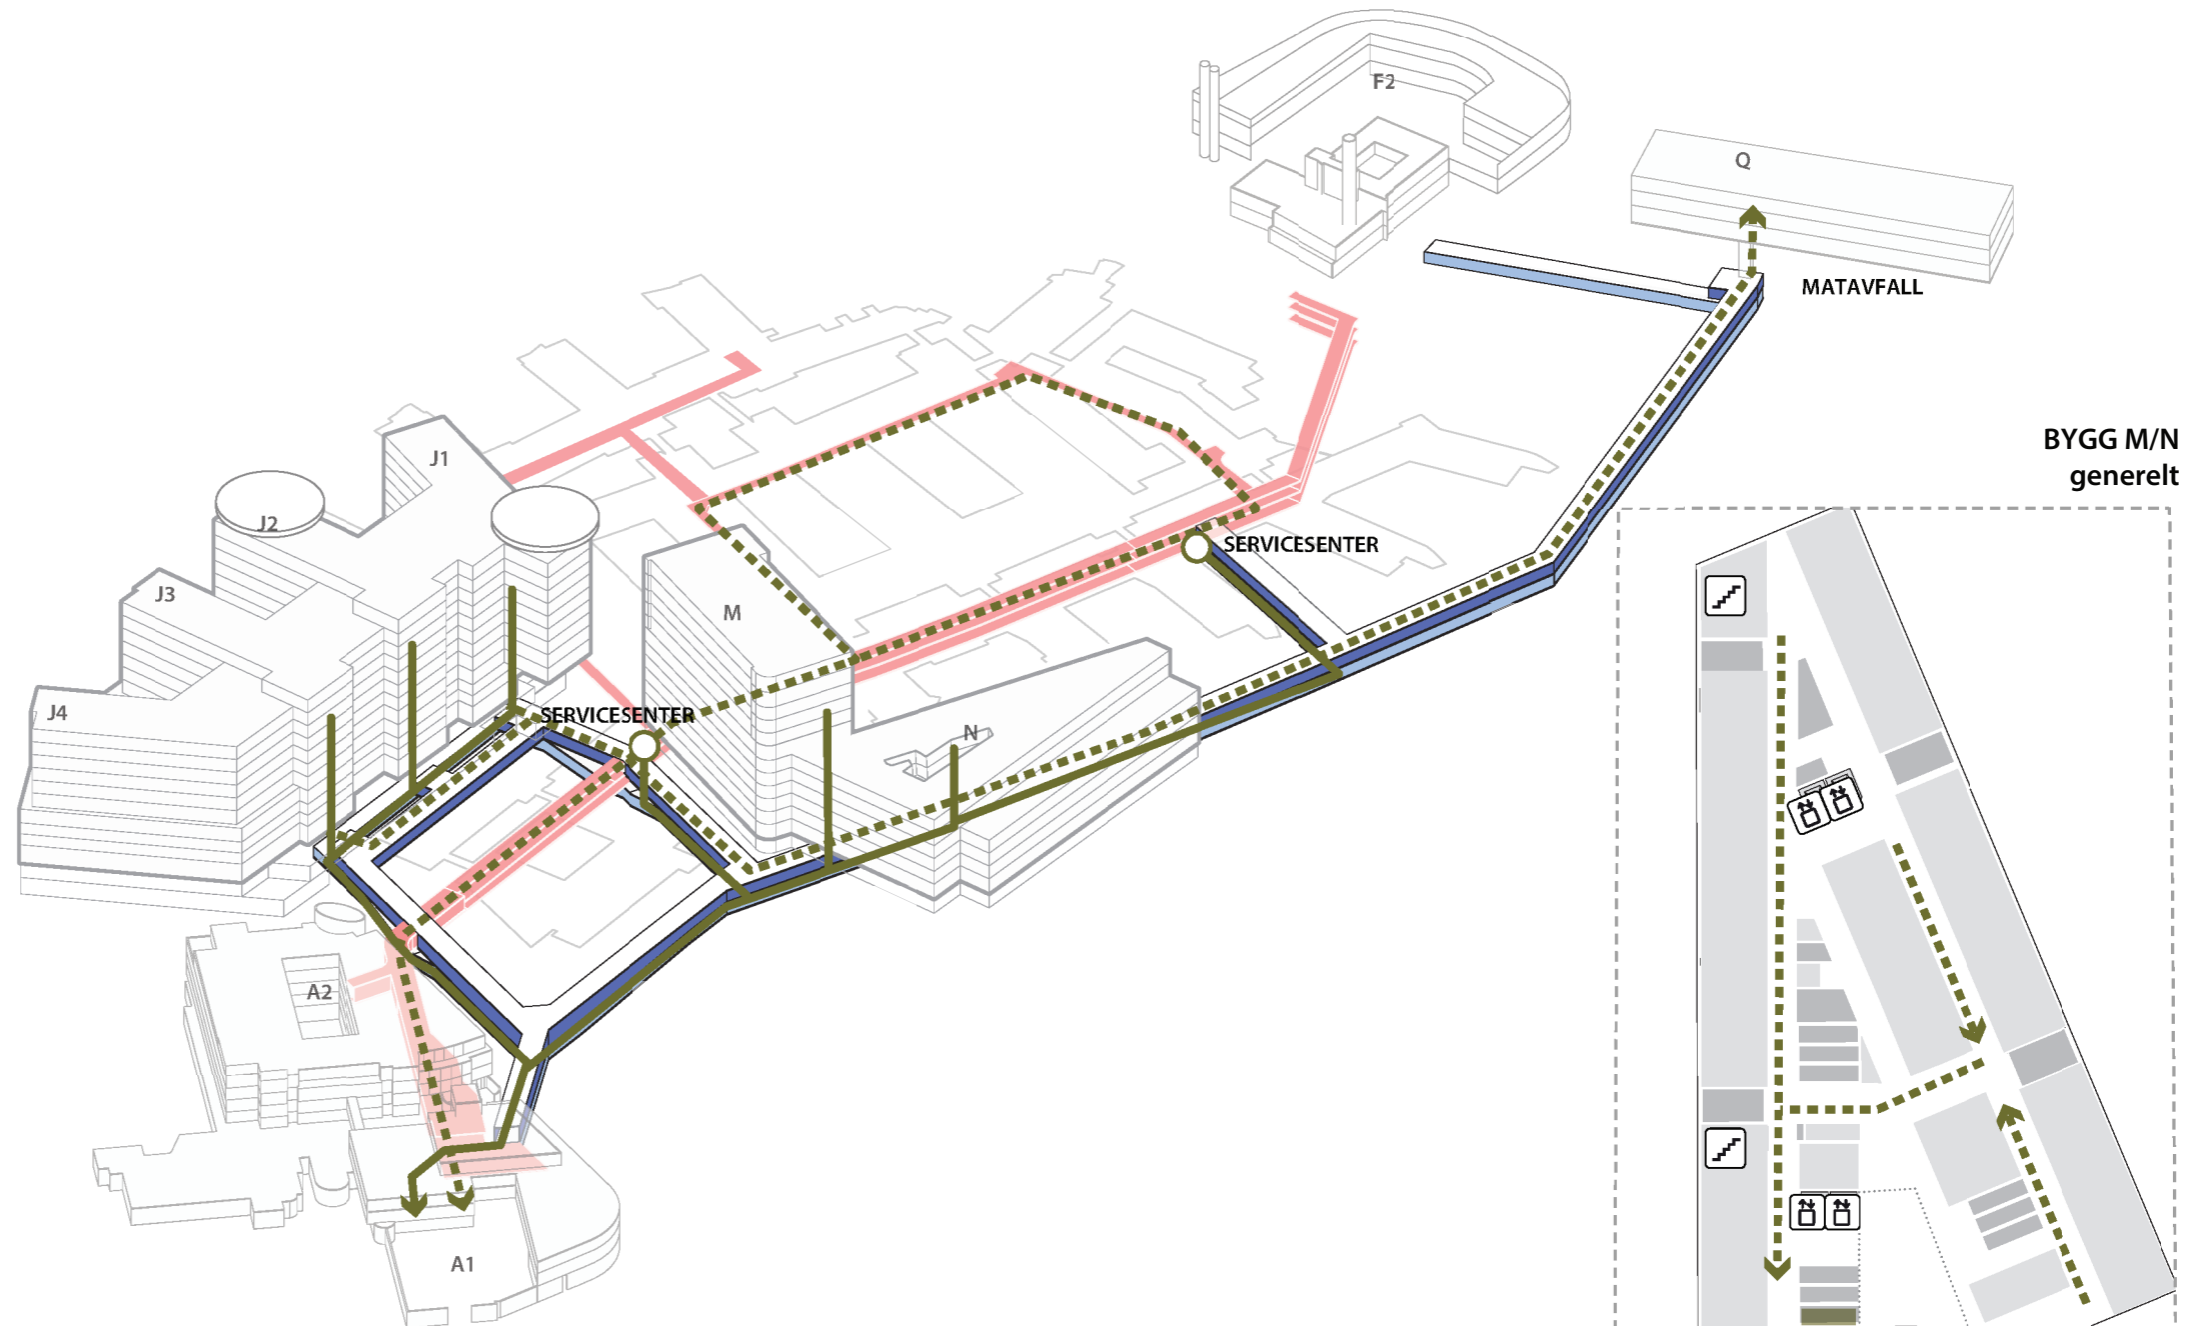 F2
Q
MATAVFALL
BYGG M/N
generelt
J1
J2
SERVICESENTER
J3
M
J4
SERVICESENTER
N
A2
A1